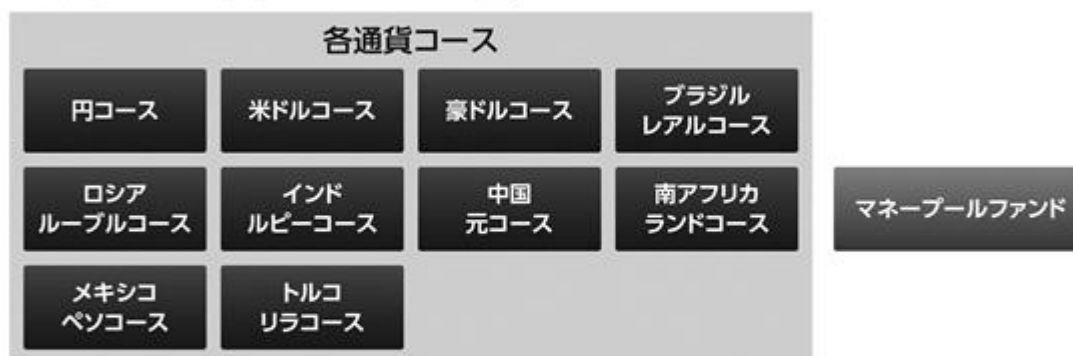 各通貨コース
円コース
米ドルコース
豪ドルコース
ブラジル
レアルコース
ロシア
ルーブルコース
インド
ルピーコース
中国
元コース
南アフリカ
ランドコース
マネープールファンド
メキシコ
ペソコース
トルコ
リラコース